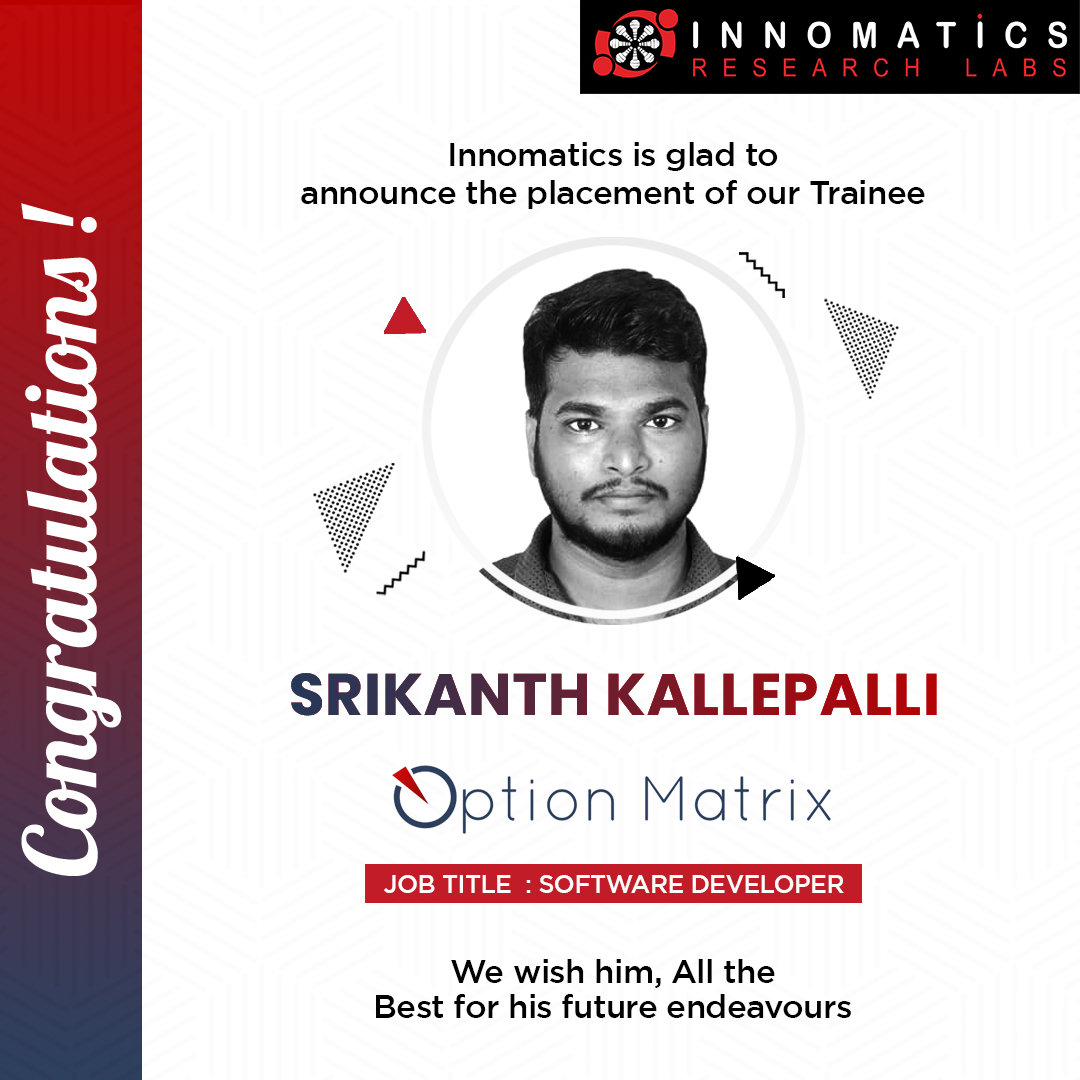 INNOMATICS
RESEARCH LABS
Congratulations !
Innomatics is glad to
announce the placement of our Trainee
SRIKANTH KALLEPALLI
Option Matrix
JOB TITLE : SOFTWARE DEVELOPER
We wish him, All the
Best for his future endeavours